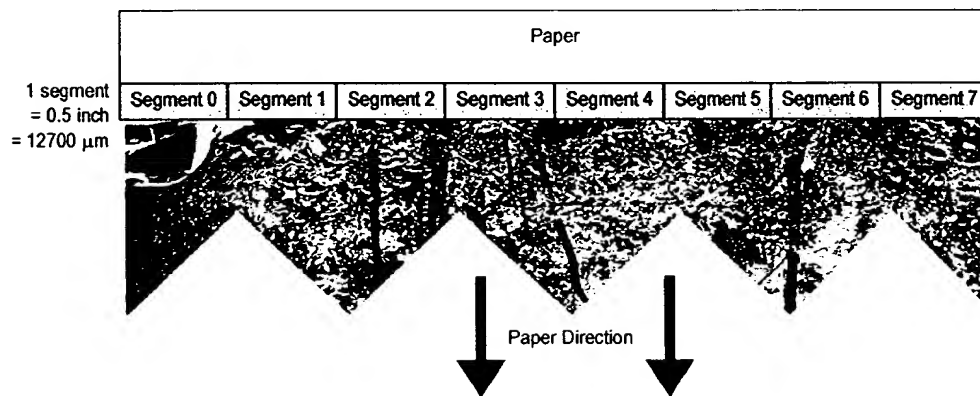 Paper
1 segment
= 0.5 inch
= 12700 μm
Segment 0 Segment 1 Segment 2 Segment 3 Segment 4 Segment 5 Segment 6 Segment 7
Paper Direction